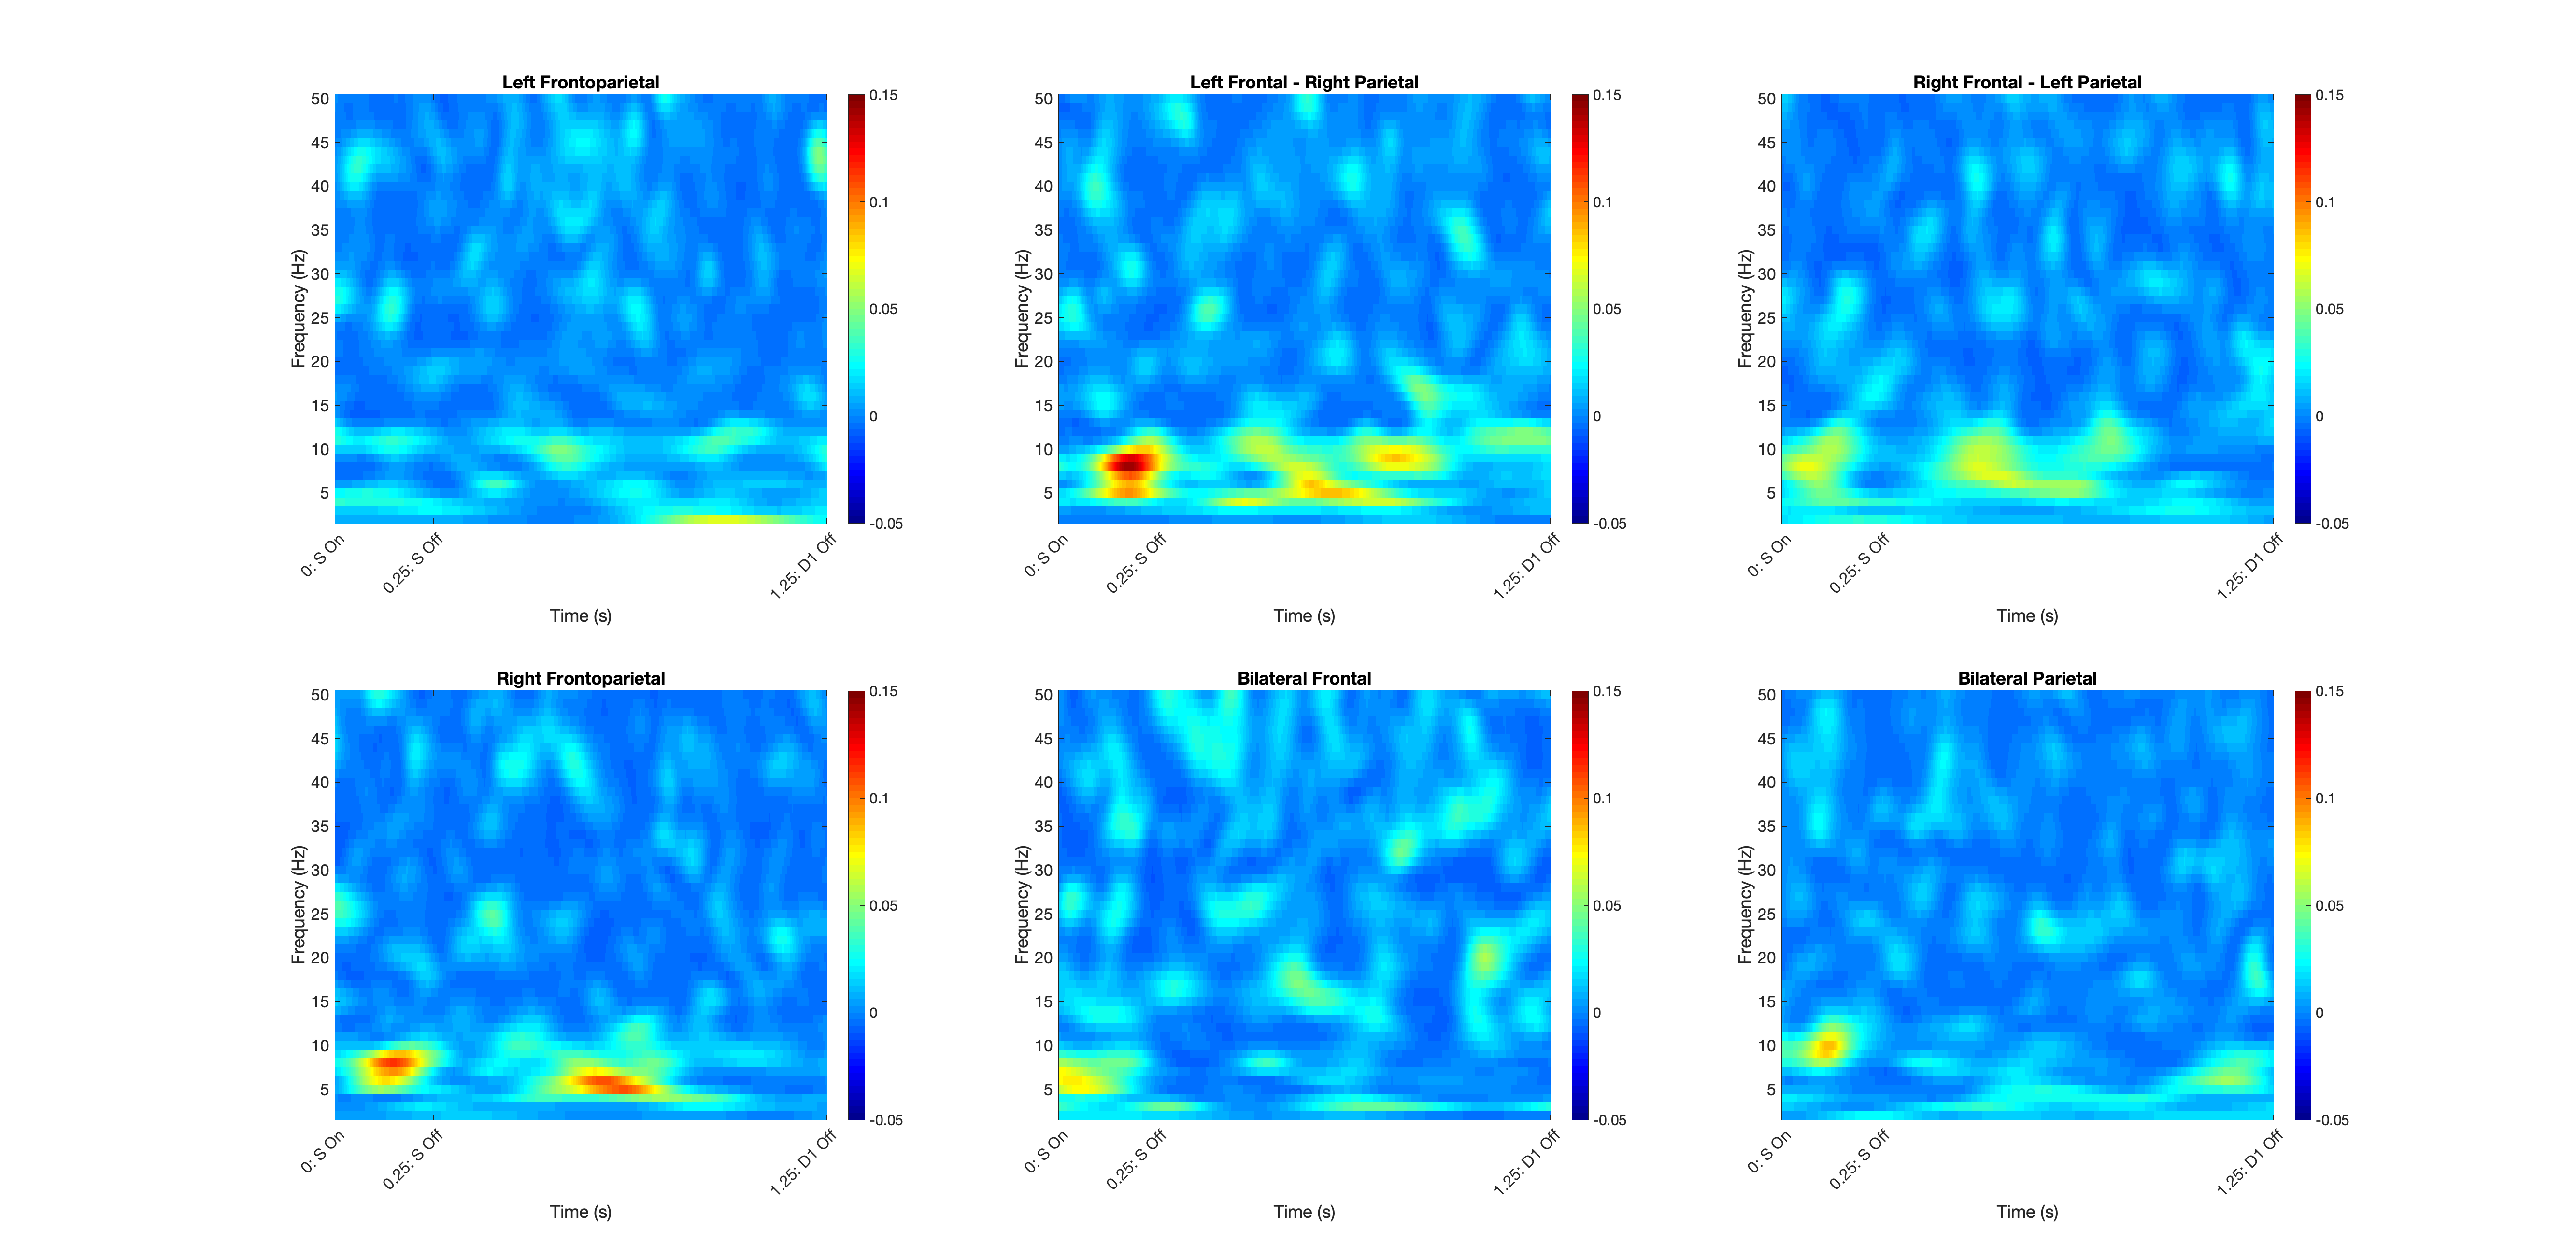 Left Frontoparietal
Frequency (Hz)
50
45
40
35
30
25
20
15
10
5
0: S On
0.25: S Off
1.25: D1 Off
Time (s)
0.15
0.1
0.05
0
-0.05
Left Frontal - Right Parietal
Frequency (Hz)
50
45
40
35
30
25
20
15
10
5
0: S On
0.25: S Off
1.25: D1 Off
Time (s)
0.15
0.1
0.05
0
-0.05
Right Frontal - Left Parietal
Frequency (Hz)
50
45
40
35
30
25
20
15
10
5
0: S On
0.25: S Off
1.25: D1 Off
Time (s)
0.15
0.1
0.05
0
-0.05
Right Frontoparietal
Frequency (Hz)
50
45
40
35
30
25
20
15
10
5
0: S On
0.25: S Off
1.25: D1 Off
Time (s)
0.15
0.1
0.05
0
-0.05
Bilateral Frontal
Frequency (Hz)
50
45
40
35
30
25
20
15
10
5
0: S On
0.25: S Off
1.25: D1 Off
Time (s)
0.15
0.1
0.05
0
-0.05
Bilateral Parietal
Frequency (Hz)
50
45
40
35
30
25
20
15
10
5
0: S On
0.25: S Off
1.25: D1 Off
Time (s)
0.15
0.1
0.05
0
-0.05